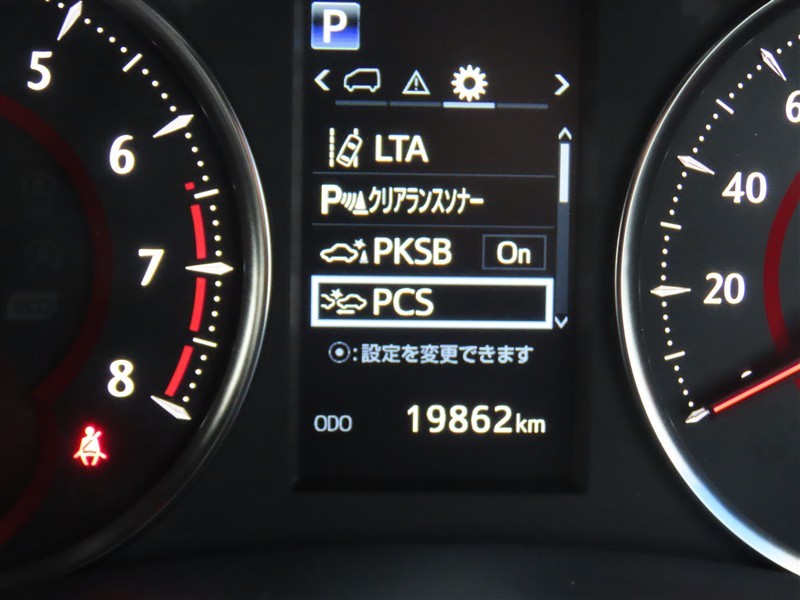 P
LTA
Pクリアランスソナー
PKSB On
PCS
:設定を変更できます
ODO 19862km
5
6
7
8
40
20